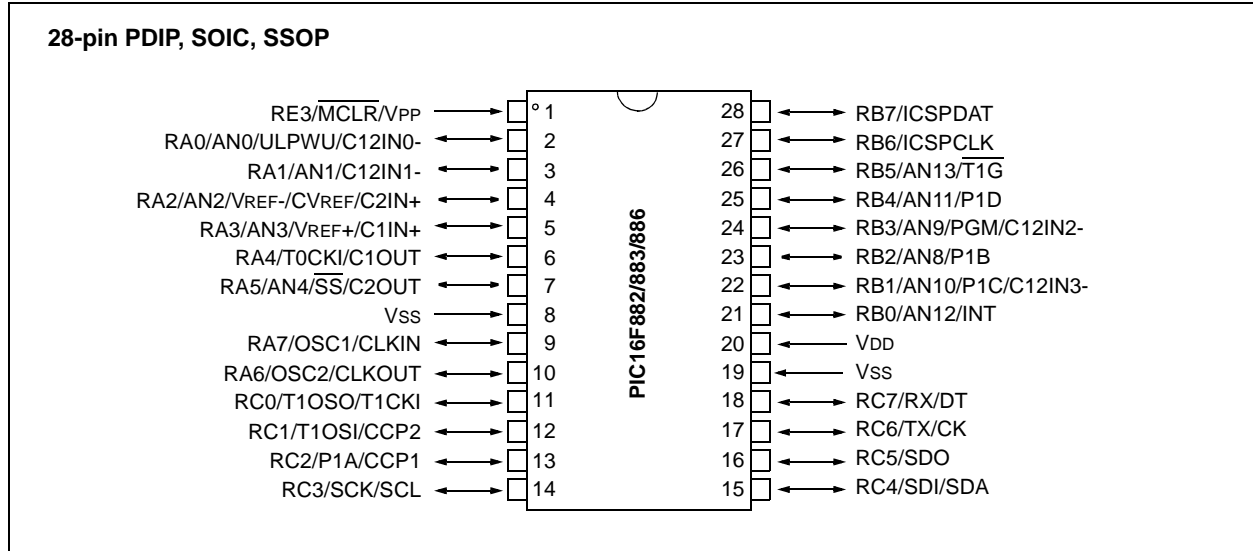 28-pin PDIP, SOIC, SSOP
RE3/M̅C̅L̅R̅/VPP 1
RA0/AN0/ULPWU/C12IN0- 2
RA1/AN1/C12IN1- 3
RA2/AN2/VREF-/CVREF/C2IN+ 4
RA3/AN3/VREF+/C1IN+ 5
RA4/T0CKI/C1OUT 6
RA5/AN4/S̅S̅/C2OUT 7
VSS 8
RA7/OSC1/CLKIN 9
RA6/OSC2/CLKOUT 10
RC0/T1OSO/T1CKI 11
RC1/T1OSI/CCP2 12
RC2/P1A/CCP1 13
RC3/SCK/SCL 14
PIC16F882/883/886
28 RB7/ICSPDAT
27 RB6/ICSPCLK
26 RB5/AN13/T̅1̅G̅
25 RB4/AN11/P1D
24 RB3/AN9/PGM/C12IN2-
23 RB2/AN8/P1B
22 RB1/AN10/P1C/C12IN3-
21 RB0/AN12/INT
20 VDD
19 VSS
18 RC7/RX/DT
17 RC6/TX/CK
16 RC5/SDO
15 RC4/SDI/SDA